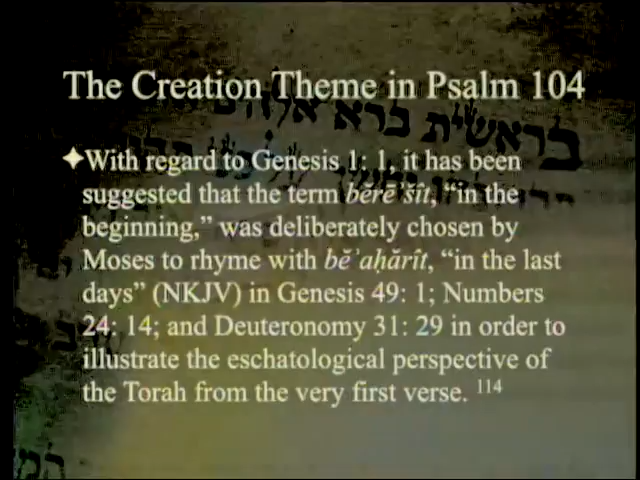 The Creation Theme in Psalm 104
בראשית ברא אלהים
✦With regard to Genesis 1: 1, it has been
suggested that the term bĕrē’šît, “in the
beginning,” was deliberately chosen by
Moses to rhyme with bĕ’aḥărît, “in the last
days” (NKJV) in Genesis 49: 1; Numbers
24: 14; and Deuteronomy 31: 29 in order to
illustrate the eschatological perspective of
the Torah from the very first verse. 114